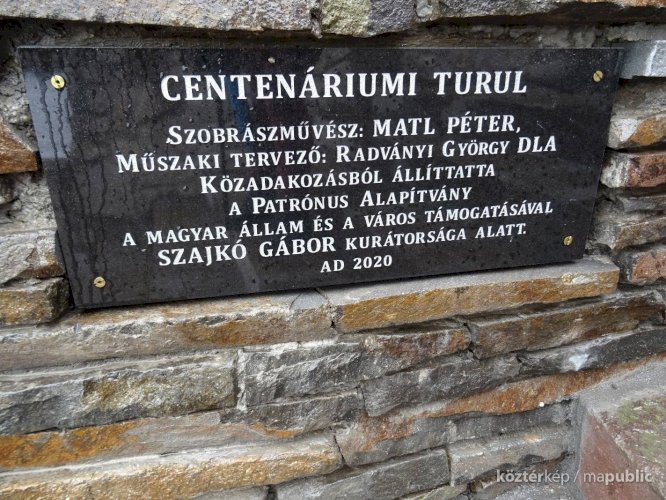 CENTENÁRIUMI TURUL
SZOBRÁSZMŰVÉSZ: MATL PÉTER,
MŰSZAKI TERVEZŐ: RADVÁNYI GYÖRGY DLA
KÖZADAKOZÁSBÓL ÁLLÍTTATTA
A PATRÓNUS ALAPÍTVÁNY
A MAGYAR ÁLLAM ÉS A VÁROS TÁMOGATÁSÁVAL
SZAJKÓ GÁBOR KURÁTORSÁGA ALATT.
AD 2020
köztérkép / mapublic